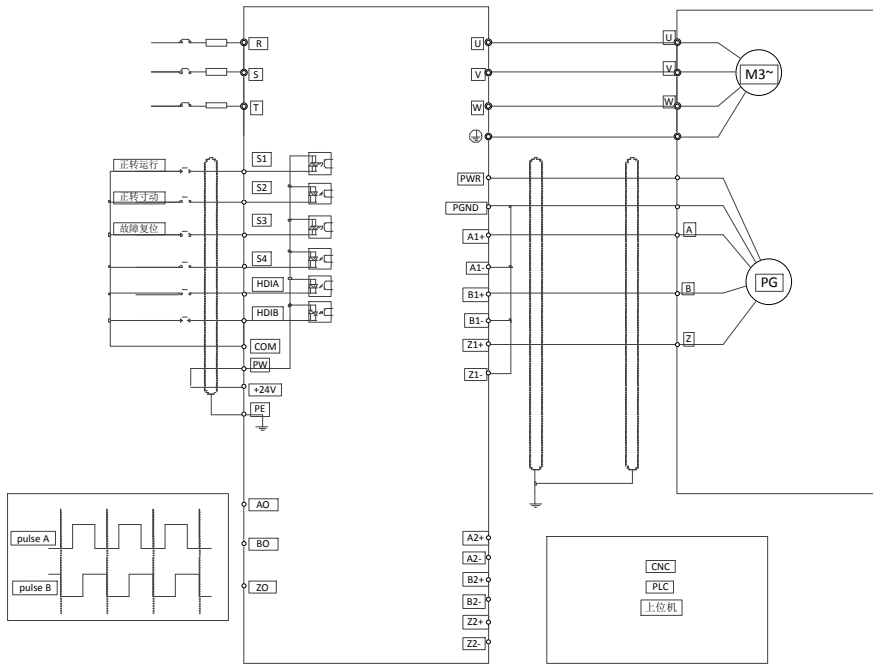 R
S
T
正转运行
正转寸动
故障复位
S1
S2
S3
S4
HDIA
HDIB
COM
PW
+24V
PE
AO
BO
ZO
U
V
W
PWR
PGND
A1+
A1-
B1+
B1-
Z1+
Z1-
A2+
A2-
B2+
B2-
Z2+
Z2-
U
V
W
M3~
A
B
Z
PG
pulse A
pulse B
CNC
PLC
上位机